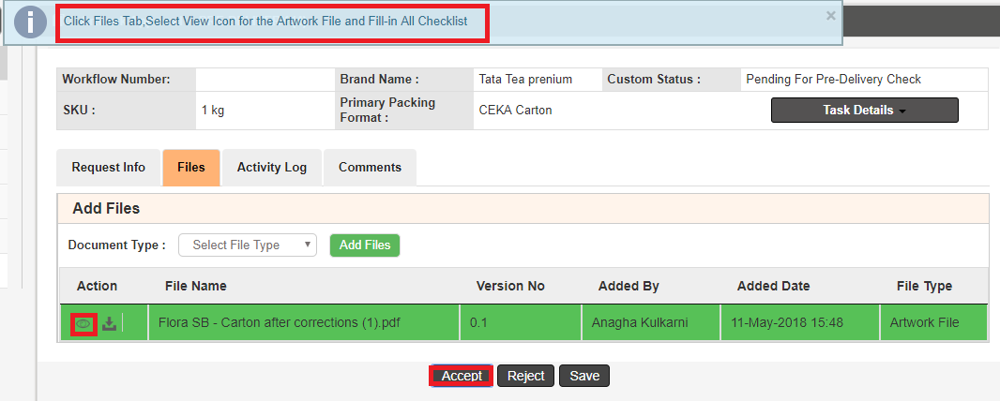 Click Files Tab,Select View Icon for the Artwork File and Fill-in All Checklist
×
Workflow Number: Brand Name : Tata Tea prenium Custom Status : Pending For Pre-Delivery Check
SKU : 1 kg Primary Packing Format : CEKA Carton Task Details
Request Info Files Activity Log Comments
Add Files
Document Type : Select File Type Add Files
Action File Name Version No Added By Added Date File Type
Flora SB - Carton after corrections (1).pdf 0.1 Anagha Kulkarni 11-May-2018 15:48 Artwork File
Accept Reject Save